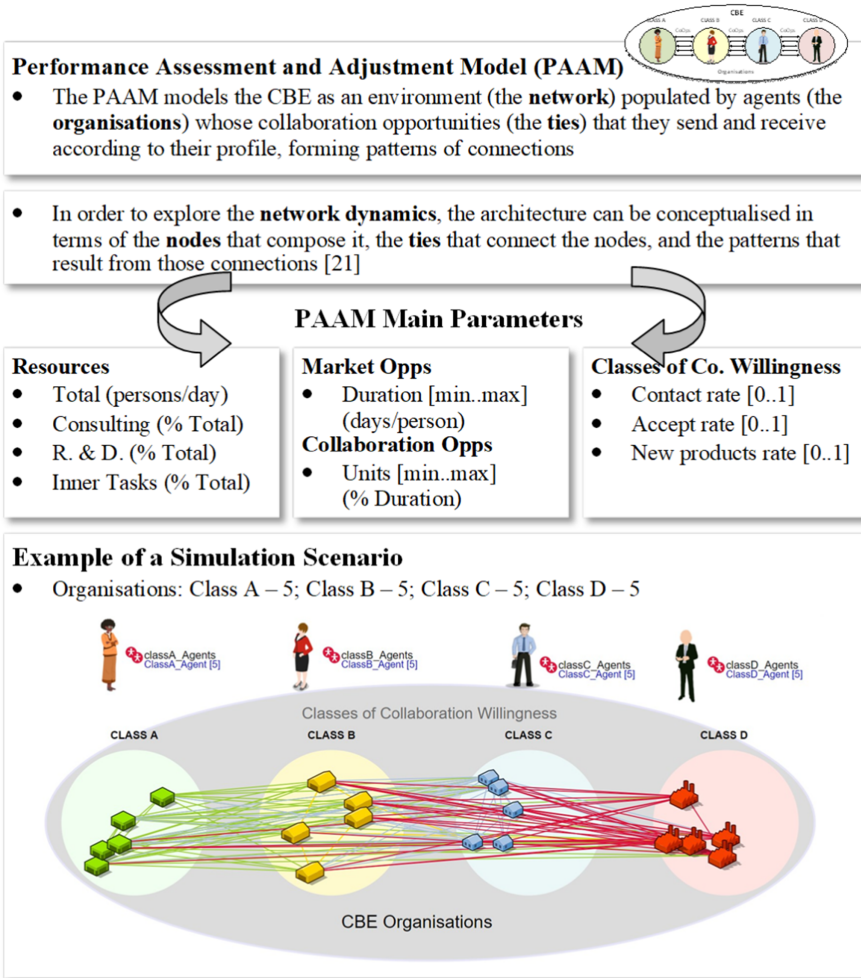 CBE
CLASS A
CLASS B
CLASS C
CLASS D
CoOps
CoOps
CoOps
Organisations
Performance Assessment and Adjustment Model (PAAM)
• The PAAM models the CBE as an environment (the network) populated by agents (the
organisations) whose collaboration opportunities (the ties) that they send and receive
according to their profile, forming patterns of connections
• In order to explore the network dynamics, the architecture can be conceptualised in
terms of the nodes that compose it, the ties that connect the nodes, and the patterns that
result from those connections [21]
PAAM Main Parameters
Resources
• Total (persons/day)
• Consulting (% Total)
• R. & D. (% Total)
• Inner Tasks (% Total)
Market Opps
• Duration [min..max]
(days/person)
Collaboration Opps
• Units [min..max]
(% Duration)
Classes of Co. Willingness
• Contact rate [0..1]
• Accept rate [0..1]
• New products rate [0..1]
Example of a Simulation Scenario
• Organisations: Class A – 5; Class B – 5; Class C – 5; Class D – 5
classA_Agents
ClassA_Agent [5]
classB_Agents
ClassB_Agent [5]
classC_Agents
ClassC_Agent [5]
classD_Agents
ClassD_Agent [5]
Classes of Collaboration Willingness
CLASS A
CLASS B
CLASS C
CLASS D
CBE Organisations